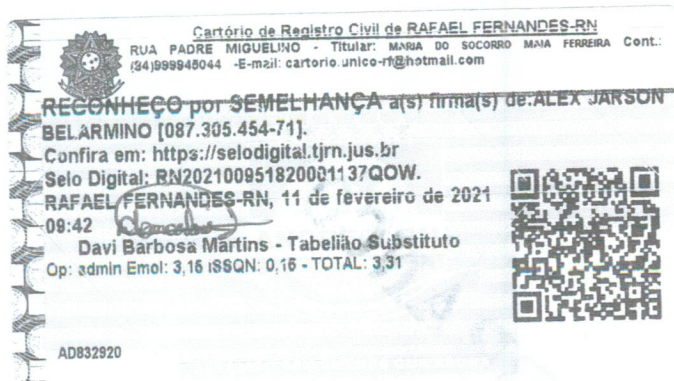 Cartório de Registro Civil de RAFAEL FERNANDES-RN
RUA PADRE MIGUELINO - Titular: MARIA DO SOCORRO MAIA FERREIRA Cont.:
(84)999945044 -E-mail: cartorio.unico-rf@hotmail.com
RECONHEÇO por SEMELHANÇA a(s) firma(s) de:ALEX JARSON
BELARMINO [087.305.454-71].
Confira em: https://selodigital.tjrn.jus.br
Selo Digital: RN202100951820001137QOW.
RAFAEL FERNANDES-RN, 11 de fevereiro de 2021
09:42
Davi Barbosa Martins - Tabelião Substituto
Op: admin Emol: 3,15 ISSQN: 0,16 - TOTAL: 3,31
AD832920